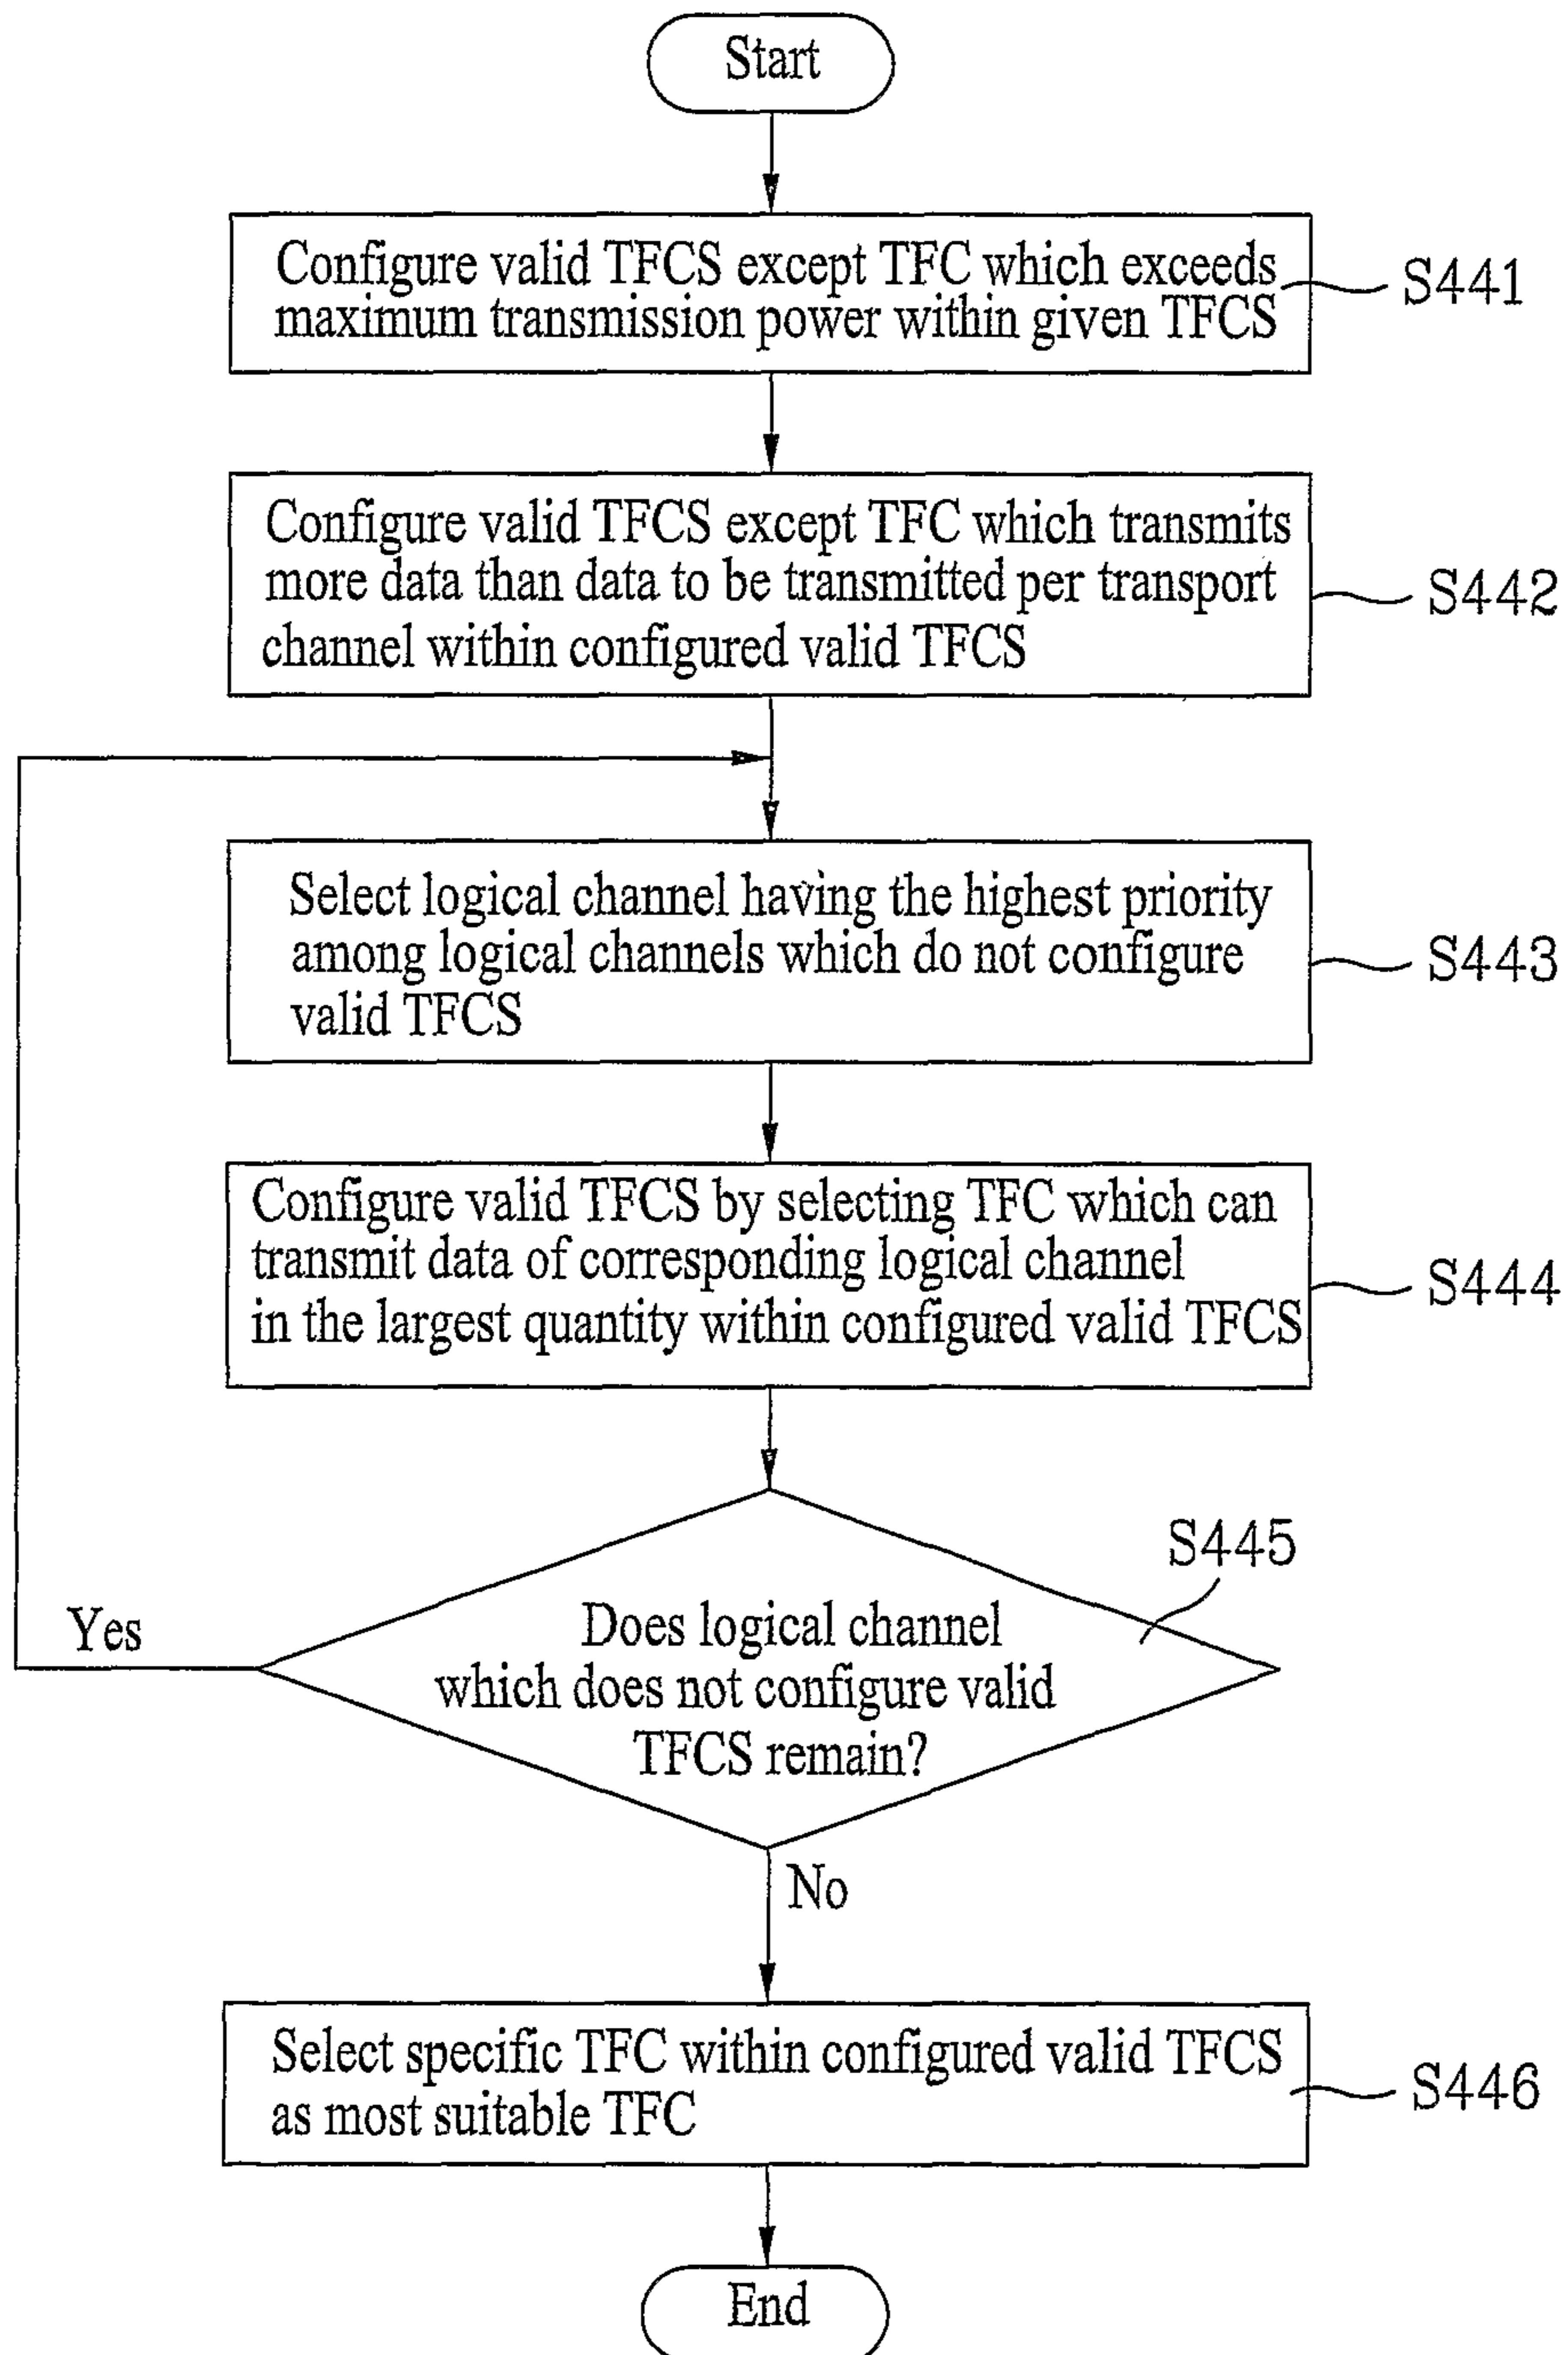 Start
Configure valid TFCS except TFC which exceeds
maximum transmission power within given TFCS
S441
Configure valid TFCS except TFC which transmits
more data than data to be transmitted per transport
channel within configured valid TFCS
S442
Select logical channel having the highest priority
among logical channels which do not configure
valid TFCS
S443
Configure valid TFCS by selecting TFC which can
transmit data of corresponding logical channel
in the largest quantity within configured valid TFCS
S444
S445
Yes
Does logical channel
which does not configure valid
TFCS remain?
No
Select specific TFC within configured valid TFCS
as most suitable TFC
S446
End